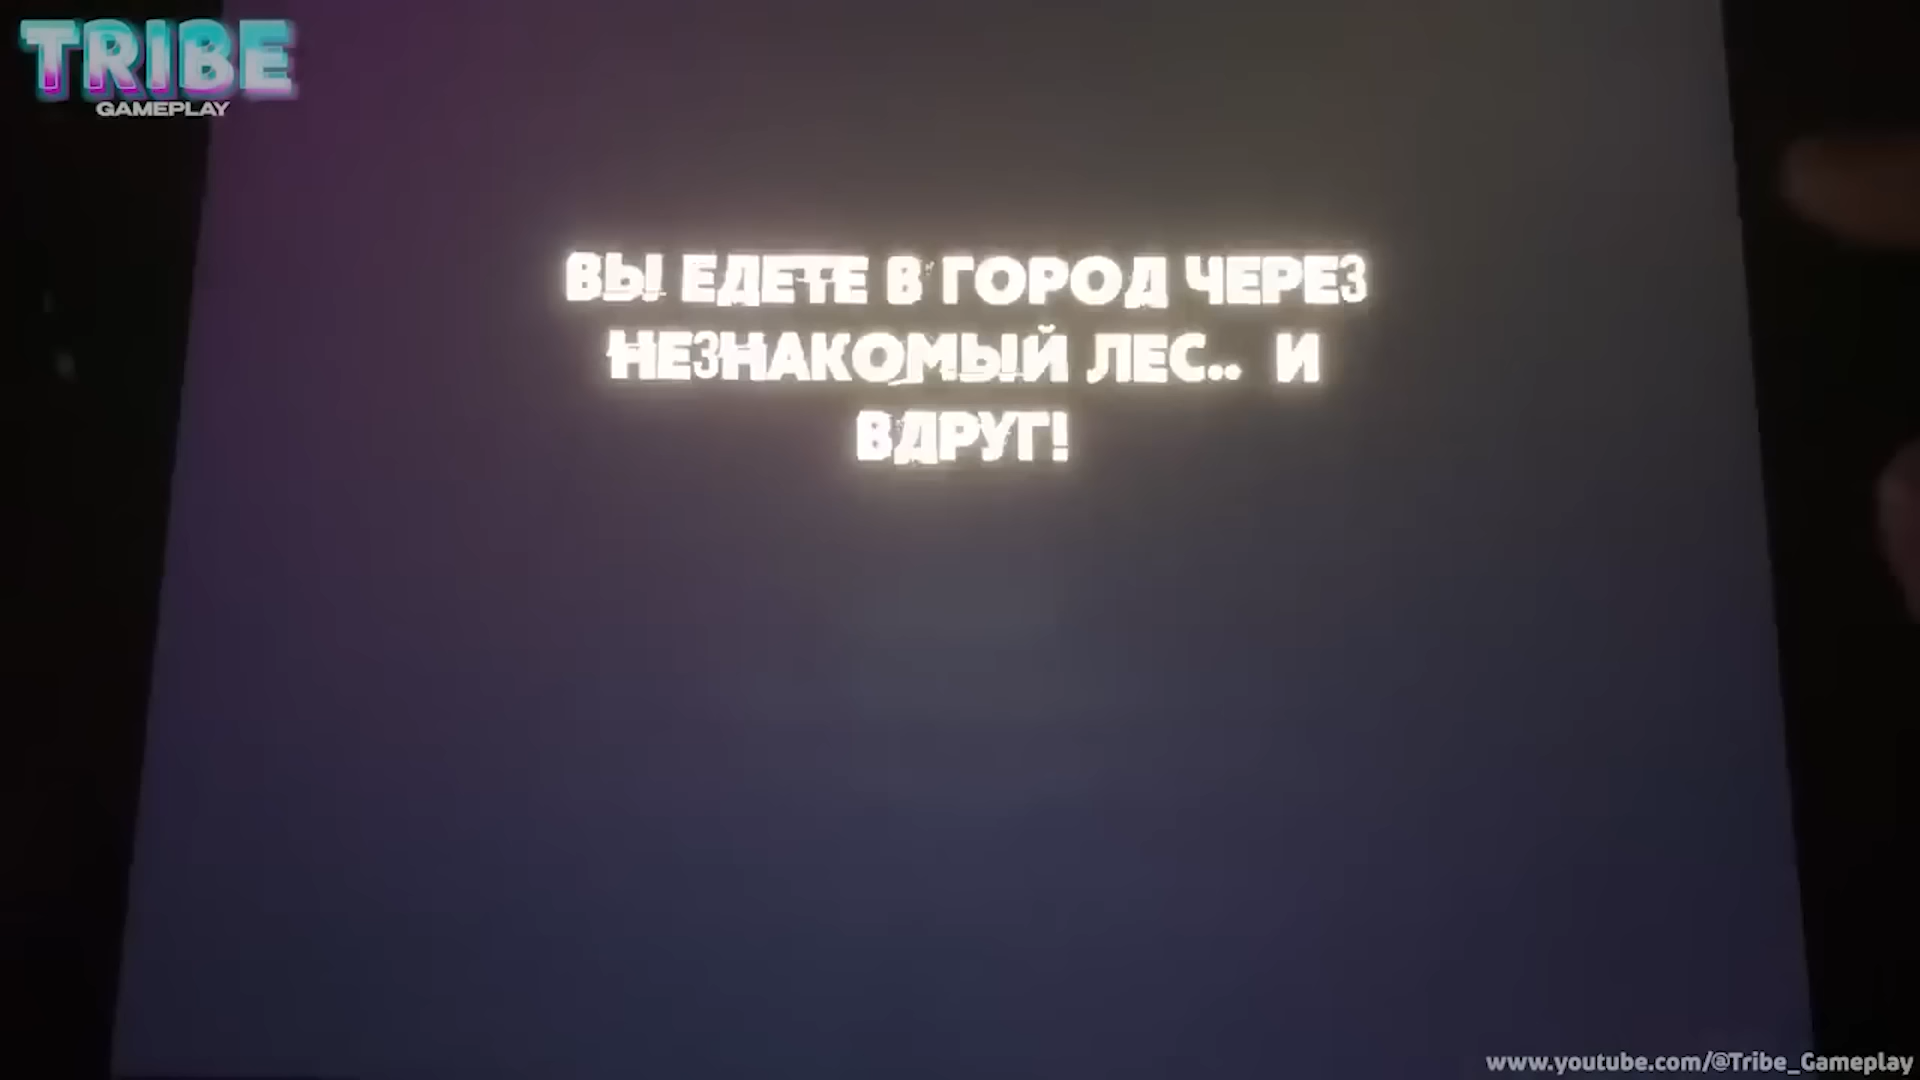 TRIBE
GAMEPLAY
ВЫ ЕДЕТЕ В ГОРОД ЧЕРЕЗ
НЕЗНАКОМЫЙ ЛЕС.. И
ВДРУГ!
www.youtube.com/@Tribe_Gameplay